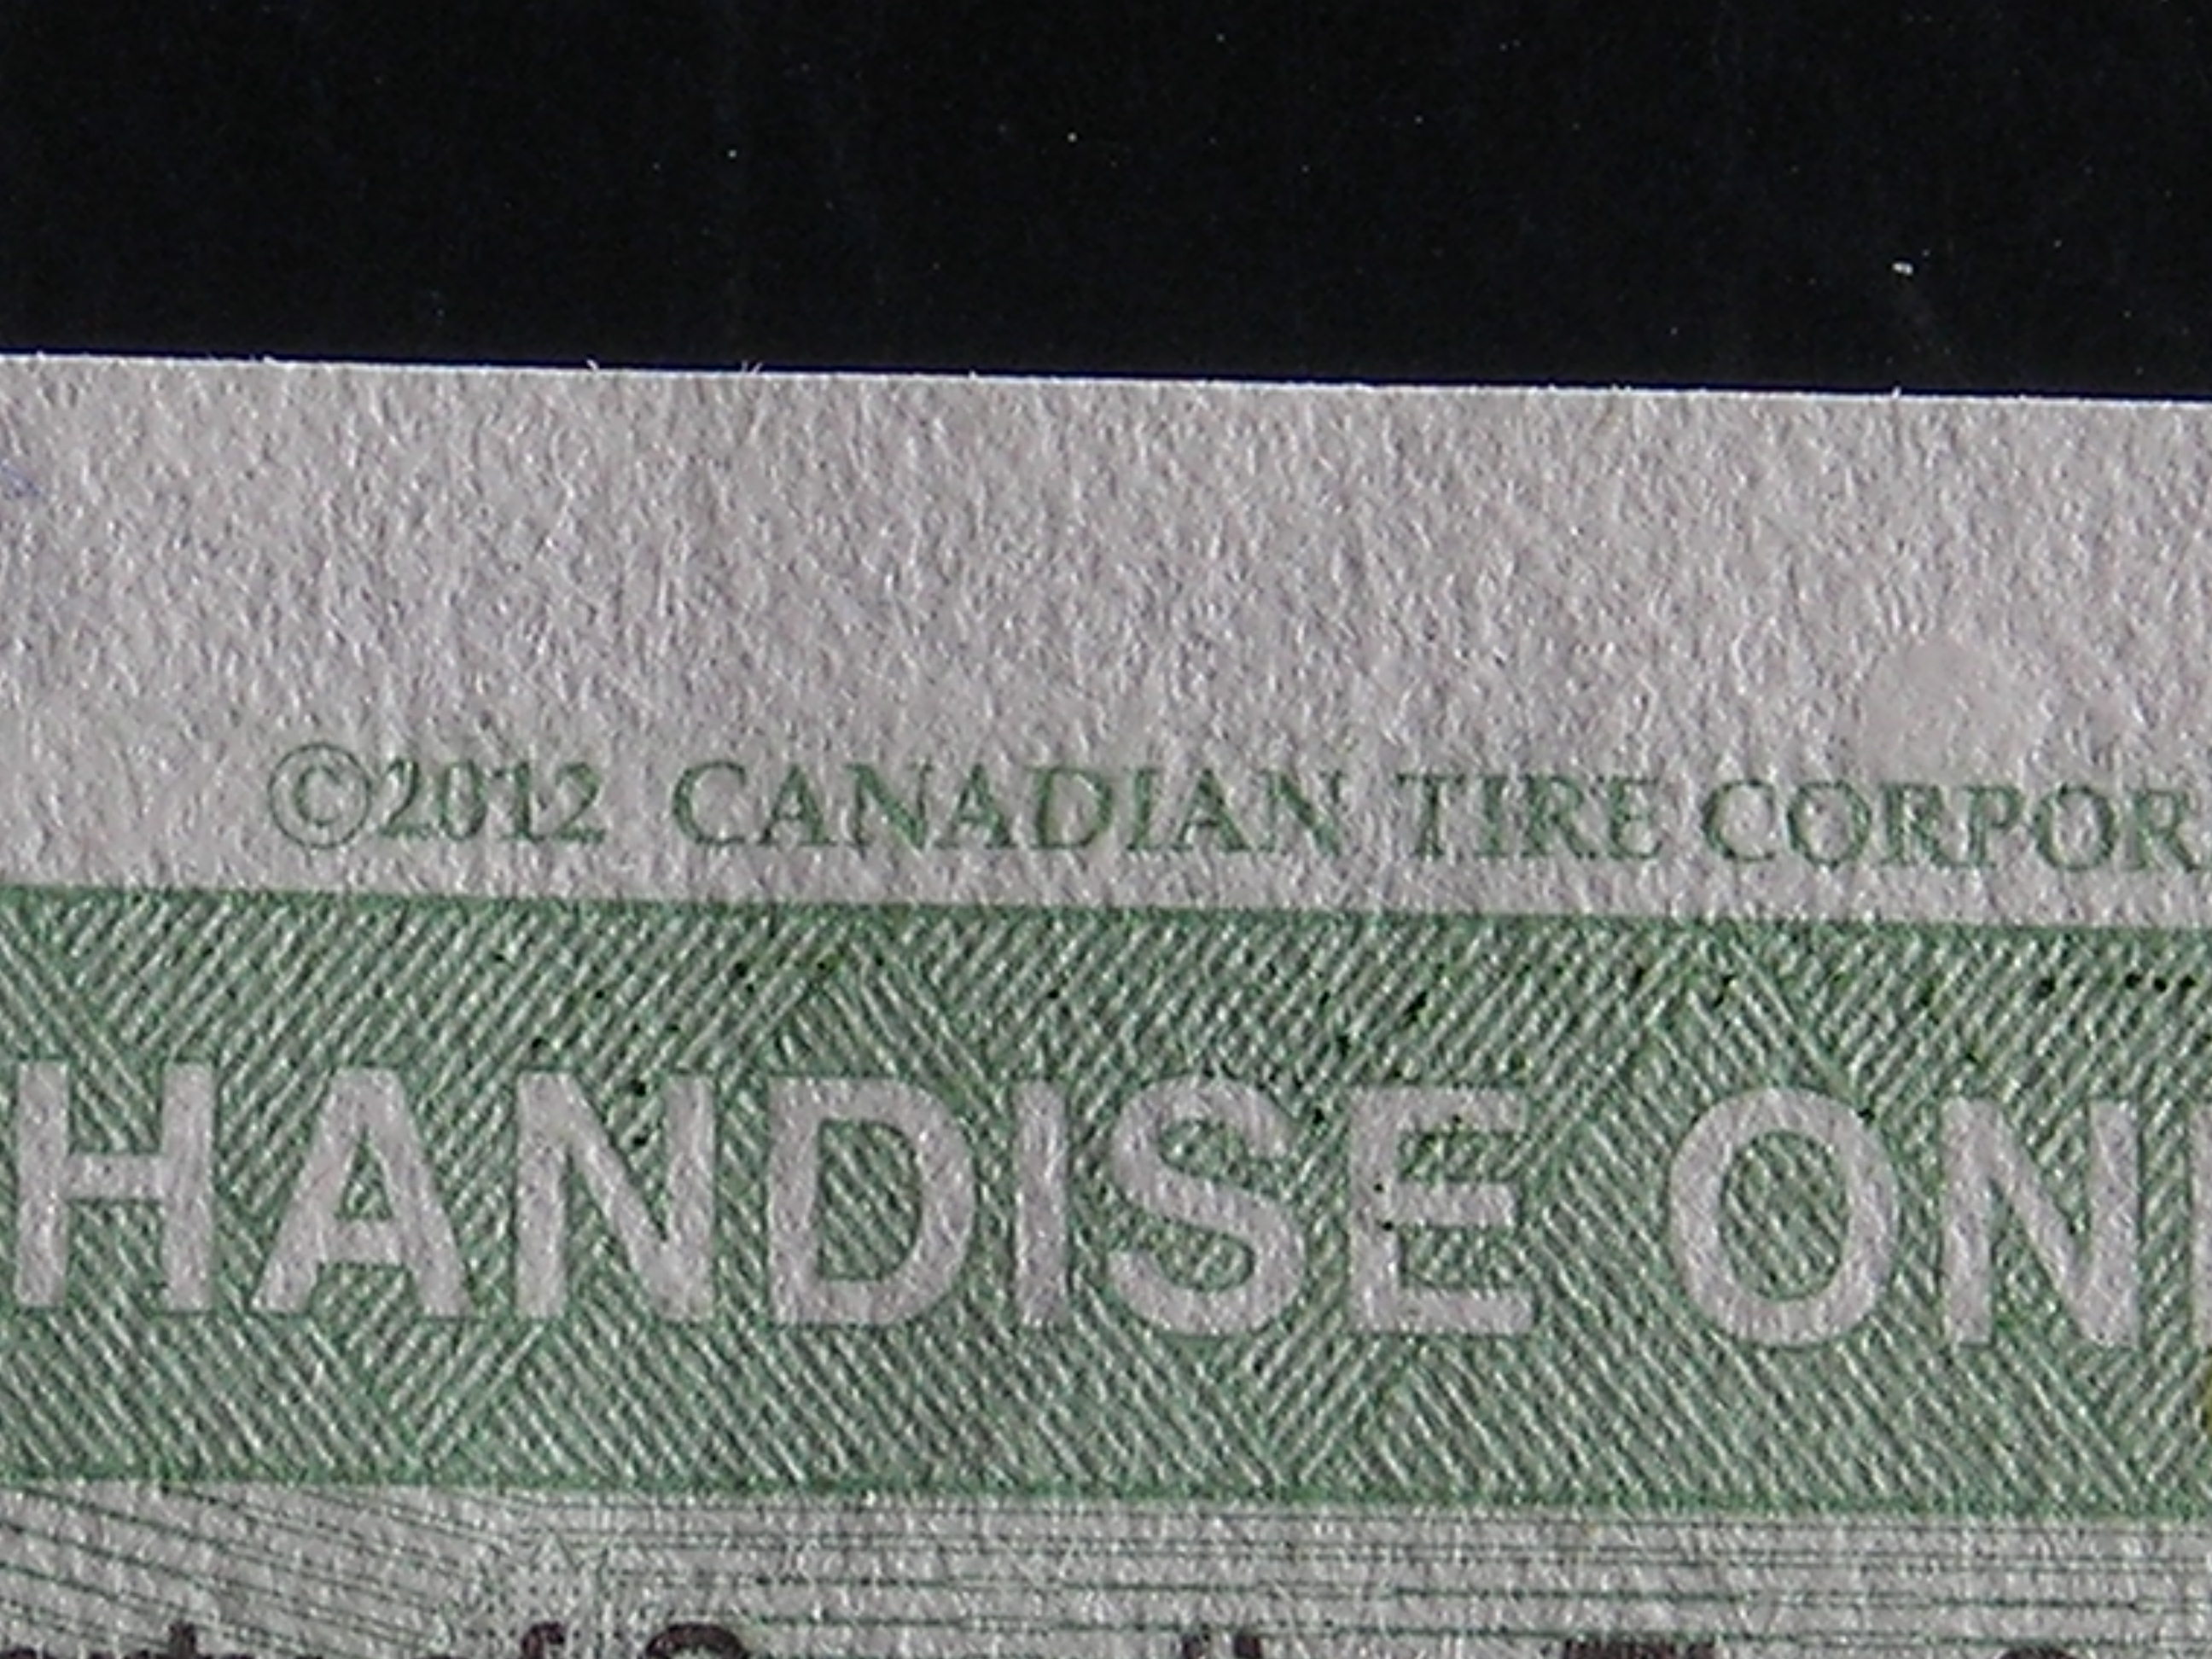 ©2012 CANADIAN TIRE CORPOR
HANDISE ON